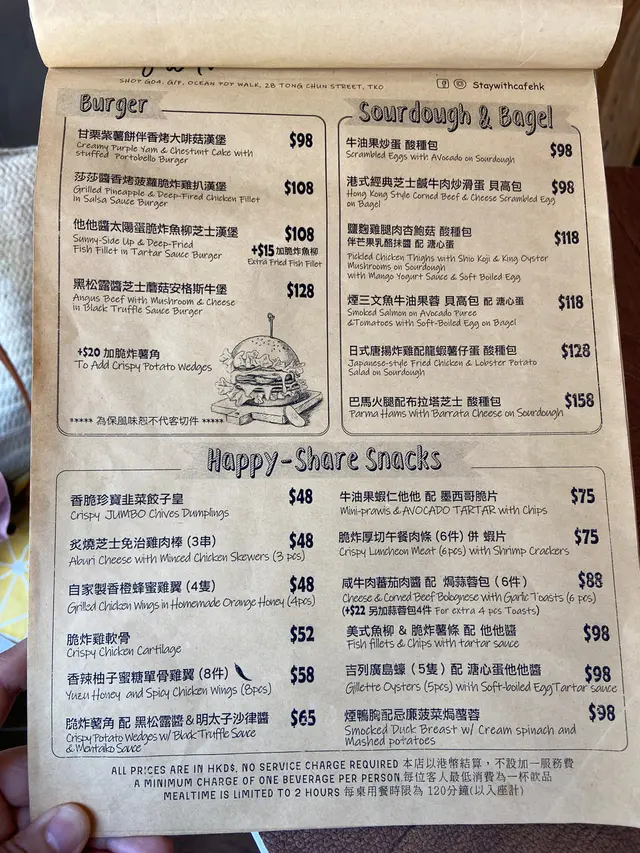 SHOP G04, G/F, OCEAN POP WALK, 28 TONG CHUN STREET, TKO
Staywithcafehk
Burger
甘栗紫薯餅伴香烤大啡菇漢堡 $98
Creamy Purple Yam & Chestunt Cake with
stuffed Portobello Burger
莎莎醬香烤菠蘿脆炸雞扒漢堡 $108
Grilled Pineapple & Deep-Fired Chicken Fillet
in Salsa Sauce Burger
他他醬太陽蛋脆炸魚柳芝士漢堡 $108
Sunny-Side Up & Deep-Fried
Fish Fillet in Tartar Sauce Burger
+$15 加脆炸魚柳
Extra Fried Fish Fillet
黑松露醬芝士蘑菇安格斯牛堡 $128
Angus Beef with Mushroom & Cheese
in Black Truffle Sauce Burger
+$20 加脆炸薯角
To Add Crispy Potato Wedges
***** 為保風味恕不代客切件 *****
Sourdough & Bagel
牛油果炒蛋 酸種包 $98
Scrambled Eggs with Avocado on Sourdough
港式經典芝士鹹牛肉炒滑蛋 貝高包 $98
Hong Kong Style Corned Beef & Cheese Scrambled Egg
on Bagel
鹽麴雞腿肉杏鮑菇 酸種包 $118
伴芒果乳酪抹醬 配 溏心蛋
Pickled Chicken Thighs with Shio Koji & King Oyster
Mushrooms on Sourdough
with Mango Yogurt Sauce & Soft Boiled Egg
煙三文魚牛油果蓉 貝高包 配 溏心蛋 $118
Smoked Salmon on Avocado Puree
&Tomatoes with Soft-Boiled Egg on Bagel
日式唐揚炸雞配龍蝦薯仔蛋 酸種包 $128
Japanese-style Fried Chicken & Lobster Potato
Salad on Sourdough
巴馬火腿配布拉塔芝士 酸種包 $158
Parma Hams With Barrata Cheese on Sourdough
Happy-Share Snacks
香脆珍寶韭菜餃子皇 $48
Crispy JUMBO Chives Dumplings
炙燒芝士免治雞肉棒 (3串) $48
Aburi Cheese with Minced Chicken Skewers (3 pcs)
自家製香橙蜂蜜雞翼 (4隻) $48
Grilled Chicken Wings in Homemade Orange Honey (4pcs)
脆炸雞軟骨 $52
Crispy Chicken Cartilage
香辣柚子蜜糖單骨雞翼 (8件) $58
Yuzu Honey and Spicy Chicken Wings (8pcs)
脆炸薯角 配 黑松露醬&明太子沙律醬 $65
Crispy Potato Wedges w/ Black Truffle Sauce
& Mentaiko Sauce
牛油果蝦仁他他 配 墨西哥脆片 $75
Mini-prawis & AVOCADO TARTAR with Chips
脆炸厚切午餐肉條 (6件) 併 蝦片 $75
Crispy Luncheon Meat (6pcs) with Shrimp Crackers
咸牛肉蕃茄肉醬 配 焗蒜蓉包 (6件) $88
Cheese & Corned Beef Bolognese with Garlic Toasts (6 pcs)
(+$22 另加蒜蓉包4件 For extra 4 pcs Toasts)
美式魚柳 & 脆炸薯條 配 他他醬 $98
Fish fillets & Chips with tartar sauce
吉列廣島蠔 (5隻) 配 溏心蛋他他醬 $98
Gillette Oysters (5pcs) with Soft-boiled Egg Tartar sauce
煙鴨胸配忌廉菠菜焗薯蓉 $98
Smocked Duck Breast w/ Cream spinach and
Mashed potatoes
ALL PRICES ARE IN HKD$, NO SERVICE CHARGE REQUIRED 本店以港幣結算，不設加一服務費
A MINIMUM CHARGE OF ONE BEVERAGE PER PERSON.每位客人最低消費為一杯飲品
MEALTIME IS LIMITED TO 2 HOURS 每桌用餐時限為 120分鐘(以入座計)